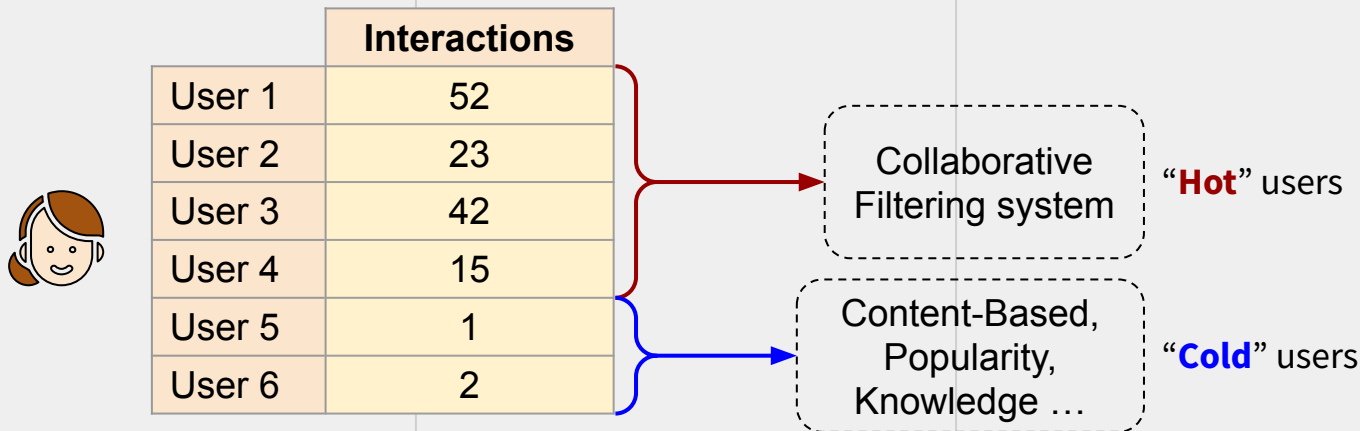 Interactions
User 1 52
User 2 23
User 3 42
User 4 15
User 5 1
User 6 2
Collaborative
Filtering system
“Hot” users
Content-Based,
Popularity,
Knowledge …
“Cold” users